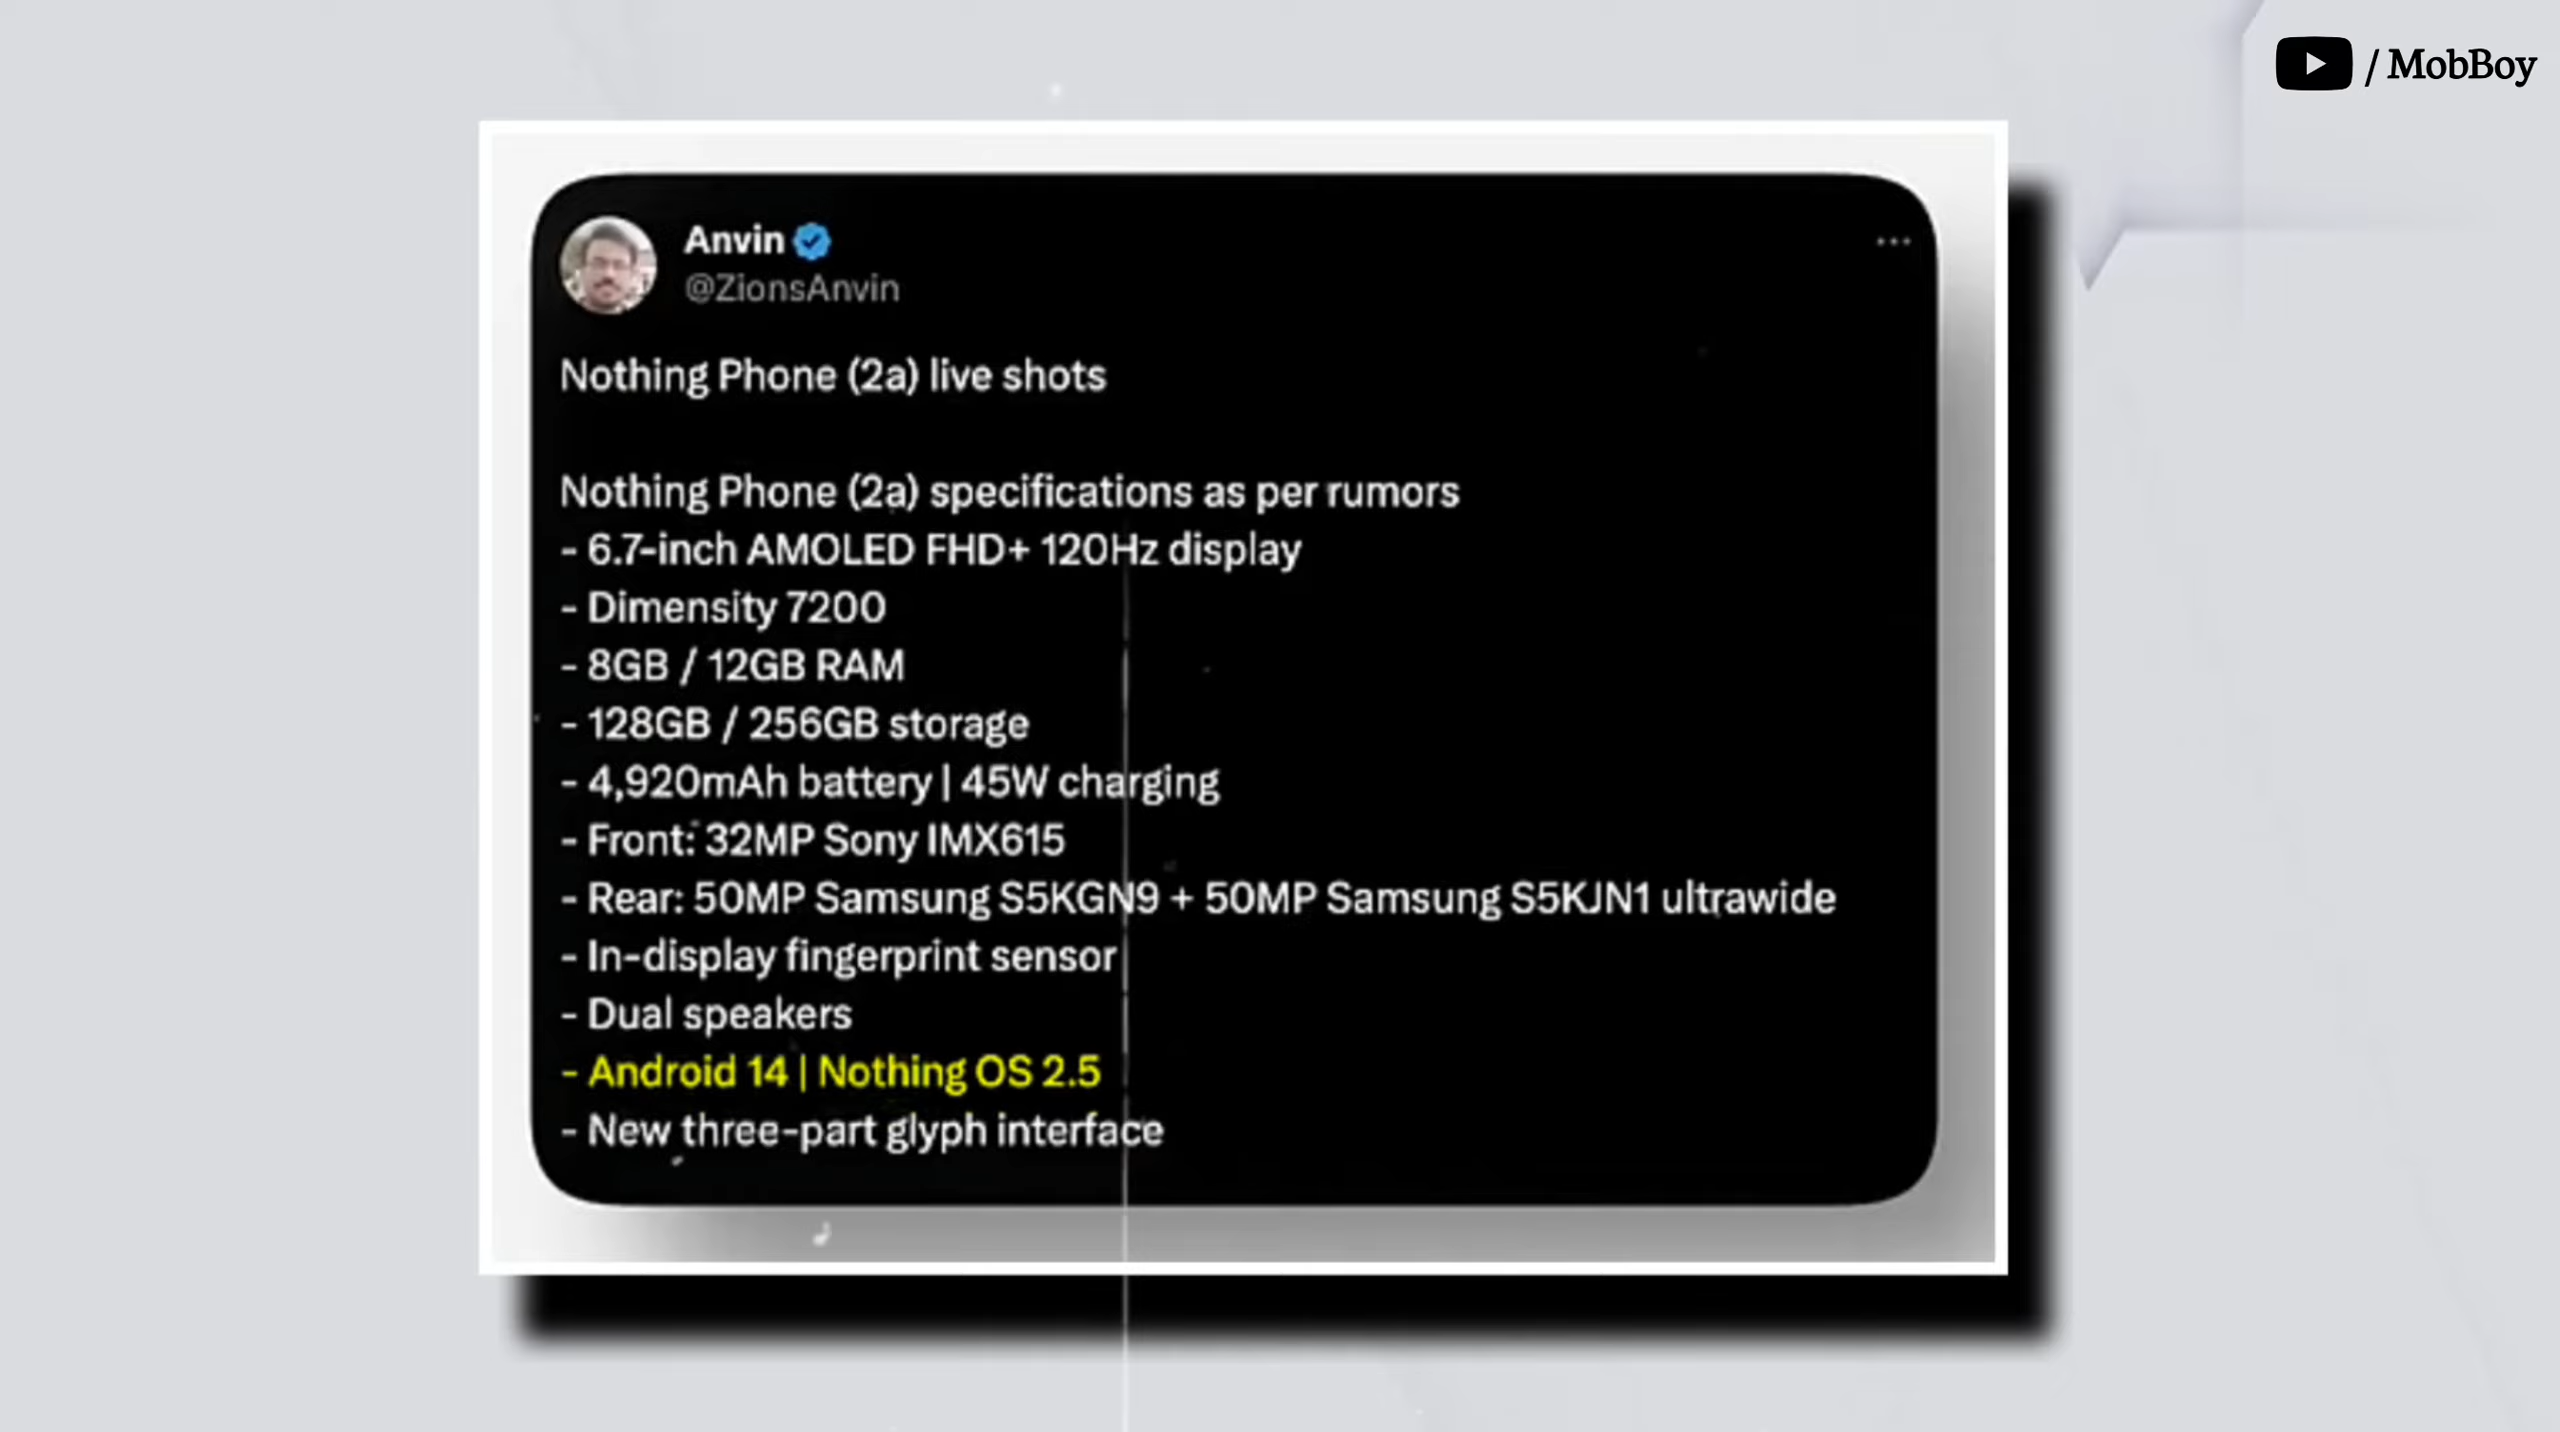 / MobBoy
Anvin
@ZionsAnvin
Nothing Phone (2a) live shots
Nothing Phone (2a) specifications as per rumors
- 6.7-inch AMOLED FHD+ 120Hz display
- Dimensity 7200
- 8GB / 12GB RAM
- 128GB / 256GB storage
- 4,920mAh battery | 45W charging
- Front: 32MP Sony IMX615
- Rear: 50MP Samsung S5KGN9 + 50MP Samsung S5KJN1 ultrawide
- In-display fingerprint sensor
- Dual speakers
- Android 14 | Nothing OS 2.5
- New three-part glyph interface